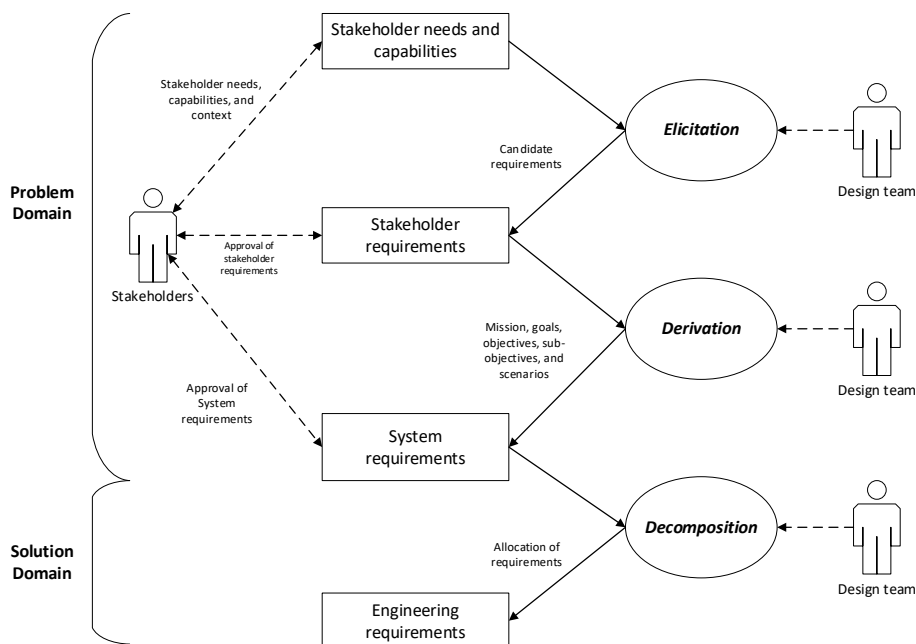 Stakeholder needs and
capabilities
Stakeholder needs,
capabilities, and
context
Elicitation
Design team
Candidate
requirements
Problem
Domain
Stakeholders
Approval of
stakeholder
requirements
Stakeholder
requirements
Mission, goals,
objectives, sub-
objectives, and
scenarios
Derivation
Design team
Approval of
System
requirements
System
requirements
Decomposition
Design team
Solution
Domain
Allocation of
requirements
Engineering
requirements